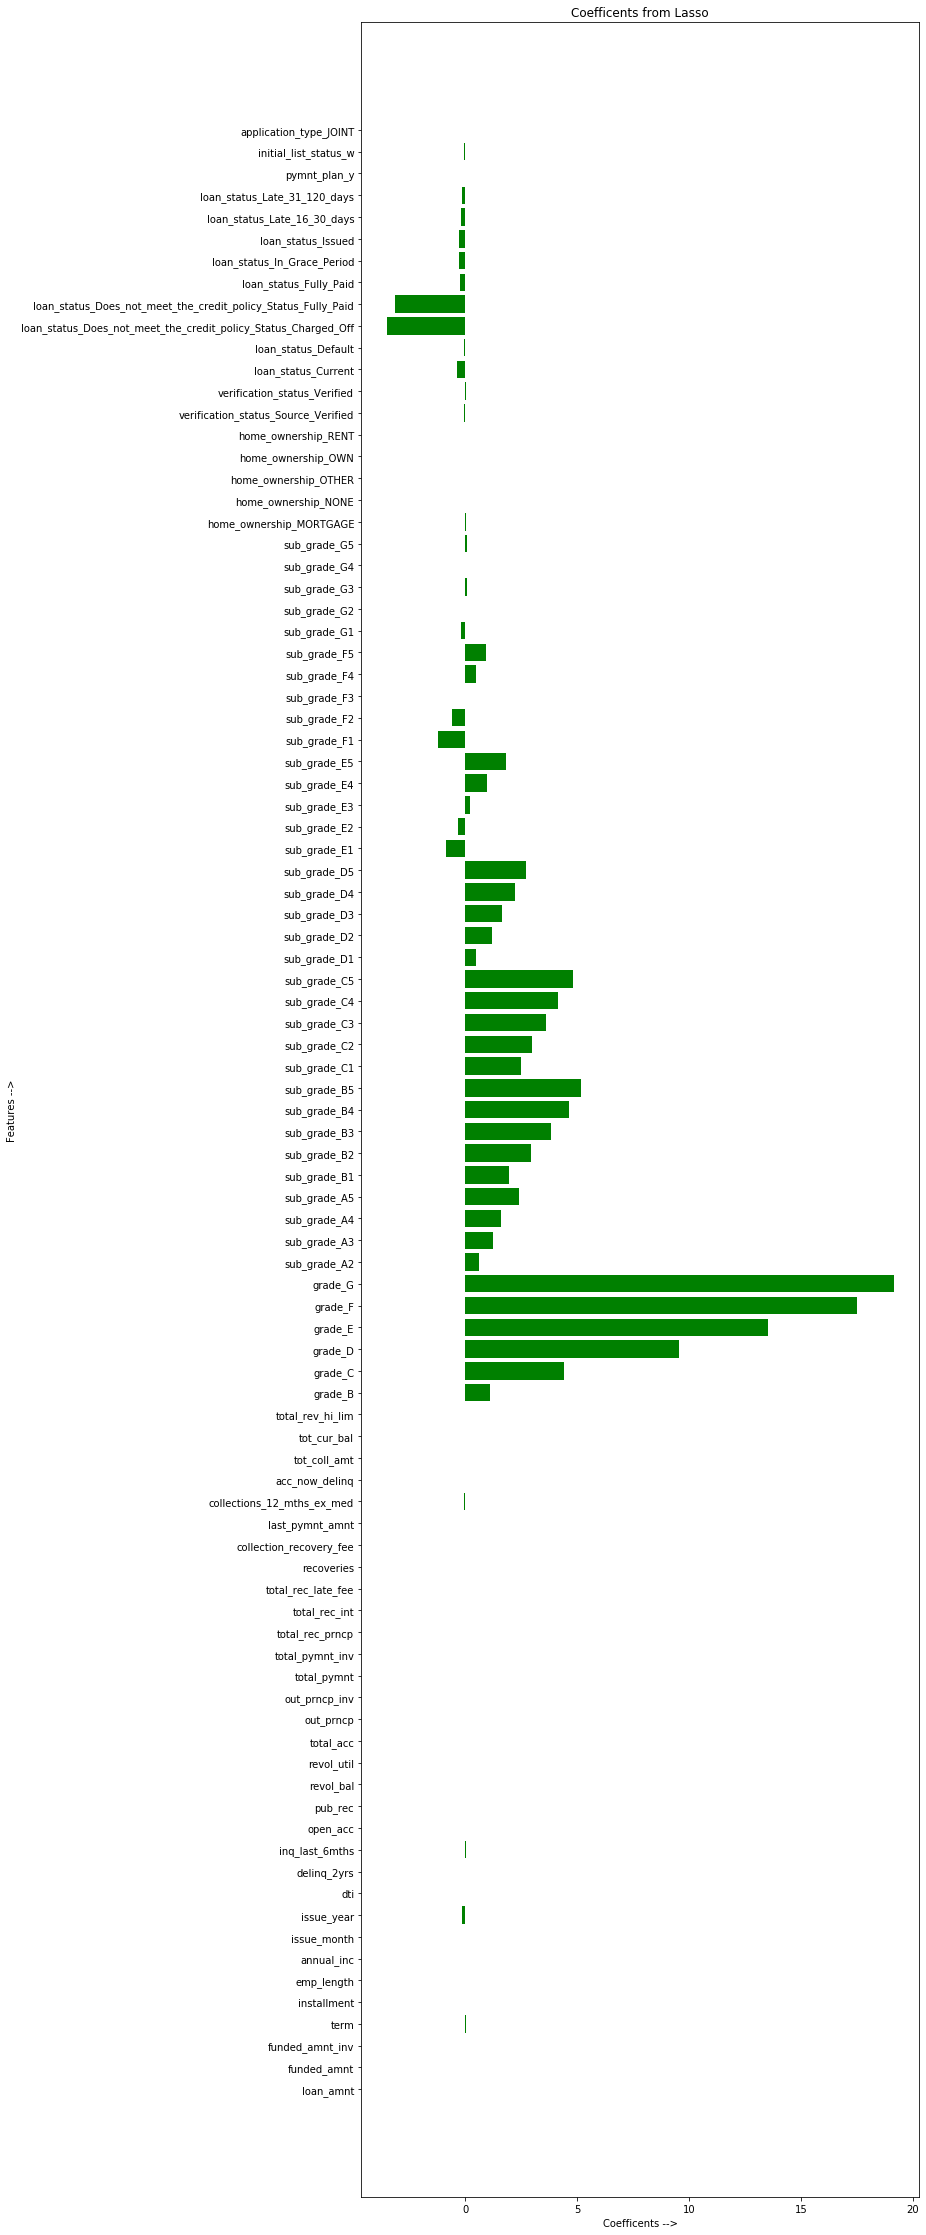 Coefficents from Lasso
application_type_JOINT
initial_list_status_w
pymnt_plan_y
loan_status_Late_31_120_days
loan_status_Late_16_30_days
loan_status_Issued
loan_status_In_Grace_Period
loan_status_Fully_Paid
loan_status_Does_not_meet_the_credit_policy_Status_Fully_Paid
loan_status_Does_not_meet_the_credit_policy_Status_Charged_Off
loan_status_Default
loan_status_Current
verification_status_Verified
verification_status_Source_Verified
home_ownership_RENT
home_ownership_OWN
home_ownership_OTHER
home_ownership_NONE
home_ownership_MORTGAGE
sub_grade_G5
sub_grade_G4
sub_grade_G3
sub_grade_G2
sub_grade_G1
sub_grade_F5
sub_grade_F4
sub_grade_F3
sub_grade_F2
sub_grade_F1
sub_grade_E5
sub_grade_E4
sub_grade_E3
sub_grade_E2
sub_grade_E1
sub_grade_D5
sub_grade_D4
sub_grade_D3
sub_grade_D2
sub_grade_D1
sub_grade_C5
sub_grade_C4
sub_grade_C3
sub_grade_C2
sub_grade_C1
sub_grade_B5
sub_grade_B4
sub_grade_B3
sub_grade_B2
sub_grade_B1
sub_grade_A5
sub_grade_A4
sub_grade_A3
sub_grade_A2
grade_G
grade_F
grade_E
grade_D
grade_C
grade_B
total_rev_hi_lim
tot_cur_bal
tot_coll_amt
acc_now_delinq
collections_12_mths_ex_med
last_pymnt_amnt
collection_recovery_fee
recoveries
total_rec_late_fee
total_rec_int
total_rec_prncp
total_pymnt_inv
total_pymnt
out_prncp_inv
out_prncp
total_acc
revol_util
revol_bal
pub_rec
open_acc
inq_last_6mths
delinq_2yrs
dti
issue_year
issue_month
annual_inc
emp_length
installment
term
funded_amnt_inv
funded_amnt
loan_amnt
Features -->
0 5 10 15 20
Coefficents -->